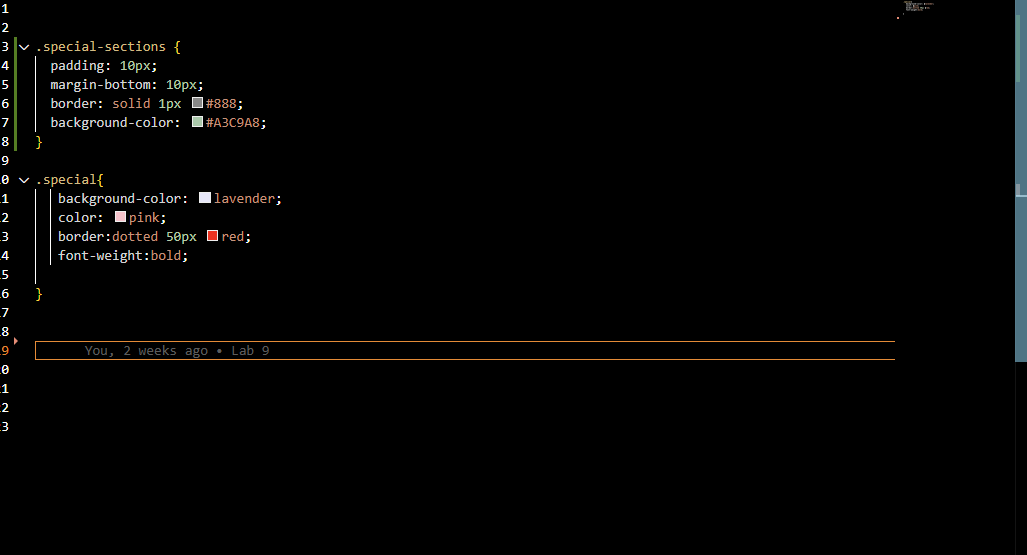 1
2
3 .special-sections {
4 padding: 10px;
5 margin-bottom: 10px;
6 border: solid 1px #888;
7 background-color: #A3C9A8;
8 }
9
0 .special{
1 background-color: lavender;
2 color: pink;
3 border:dotted 50px red;
4 font-weight:bold;
5
6 }
7
8
9 You, 2 weeks ago • Lab 9
0
1
2
3